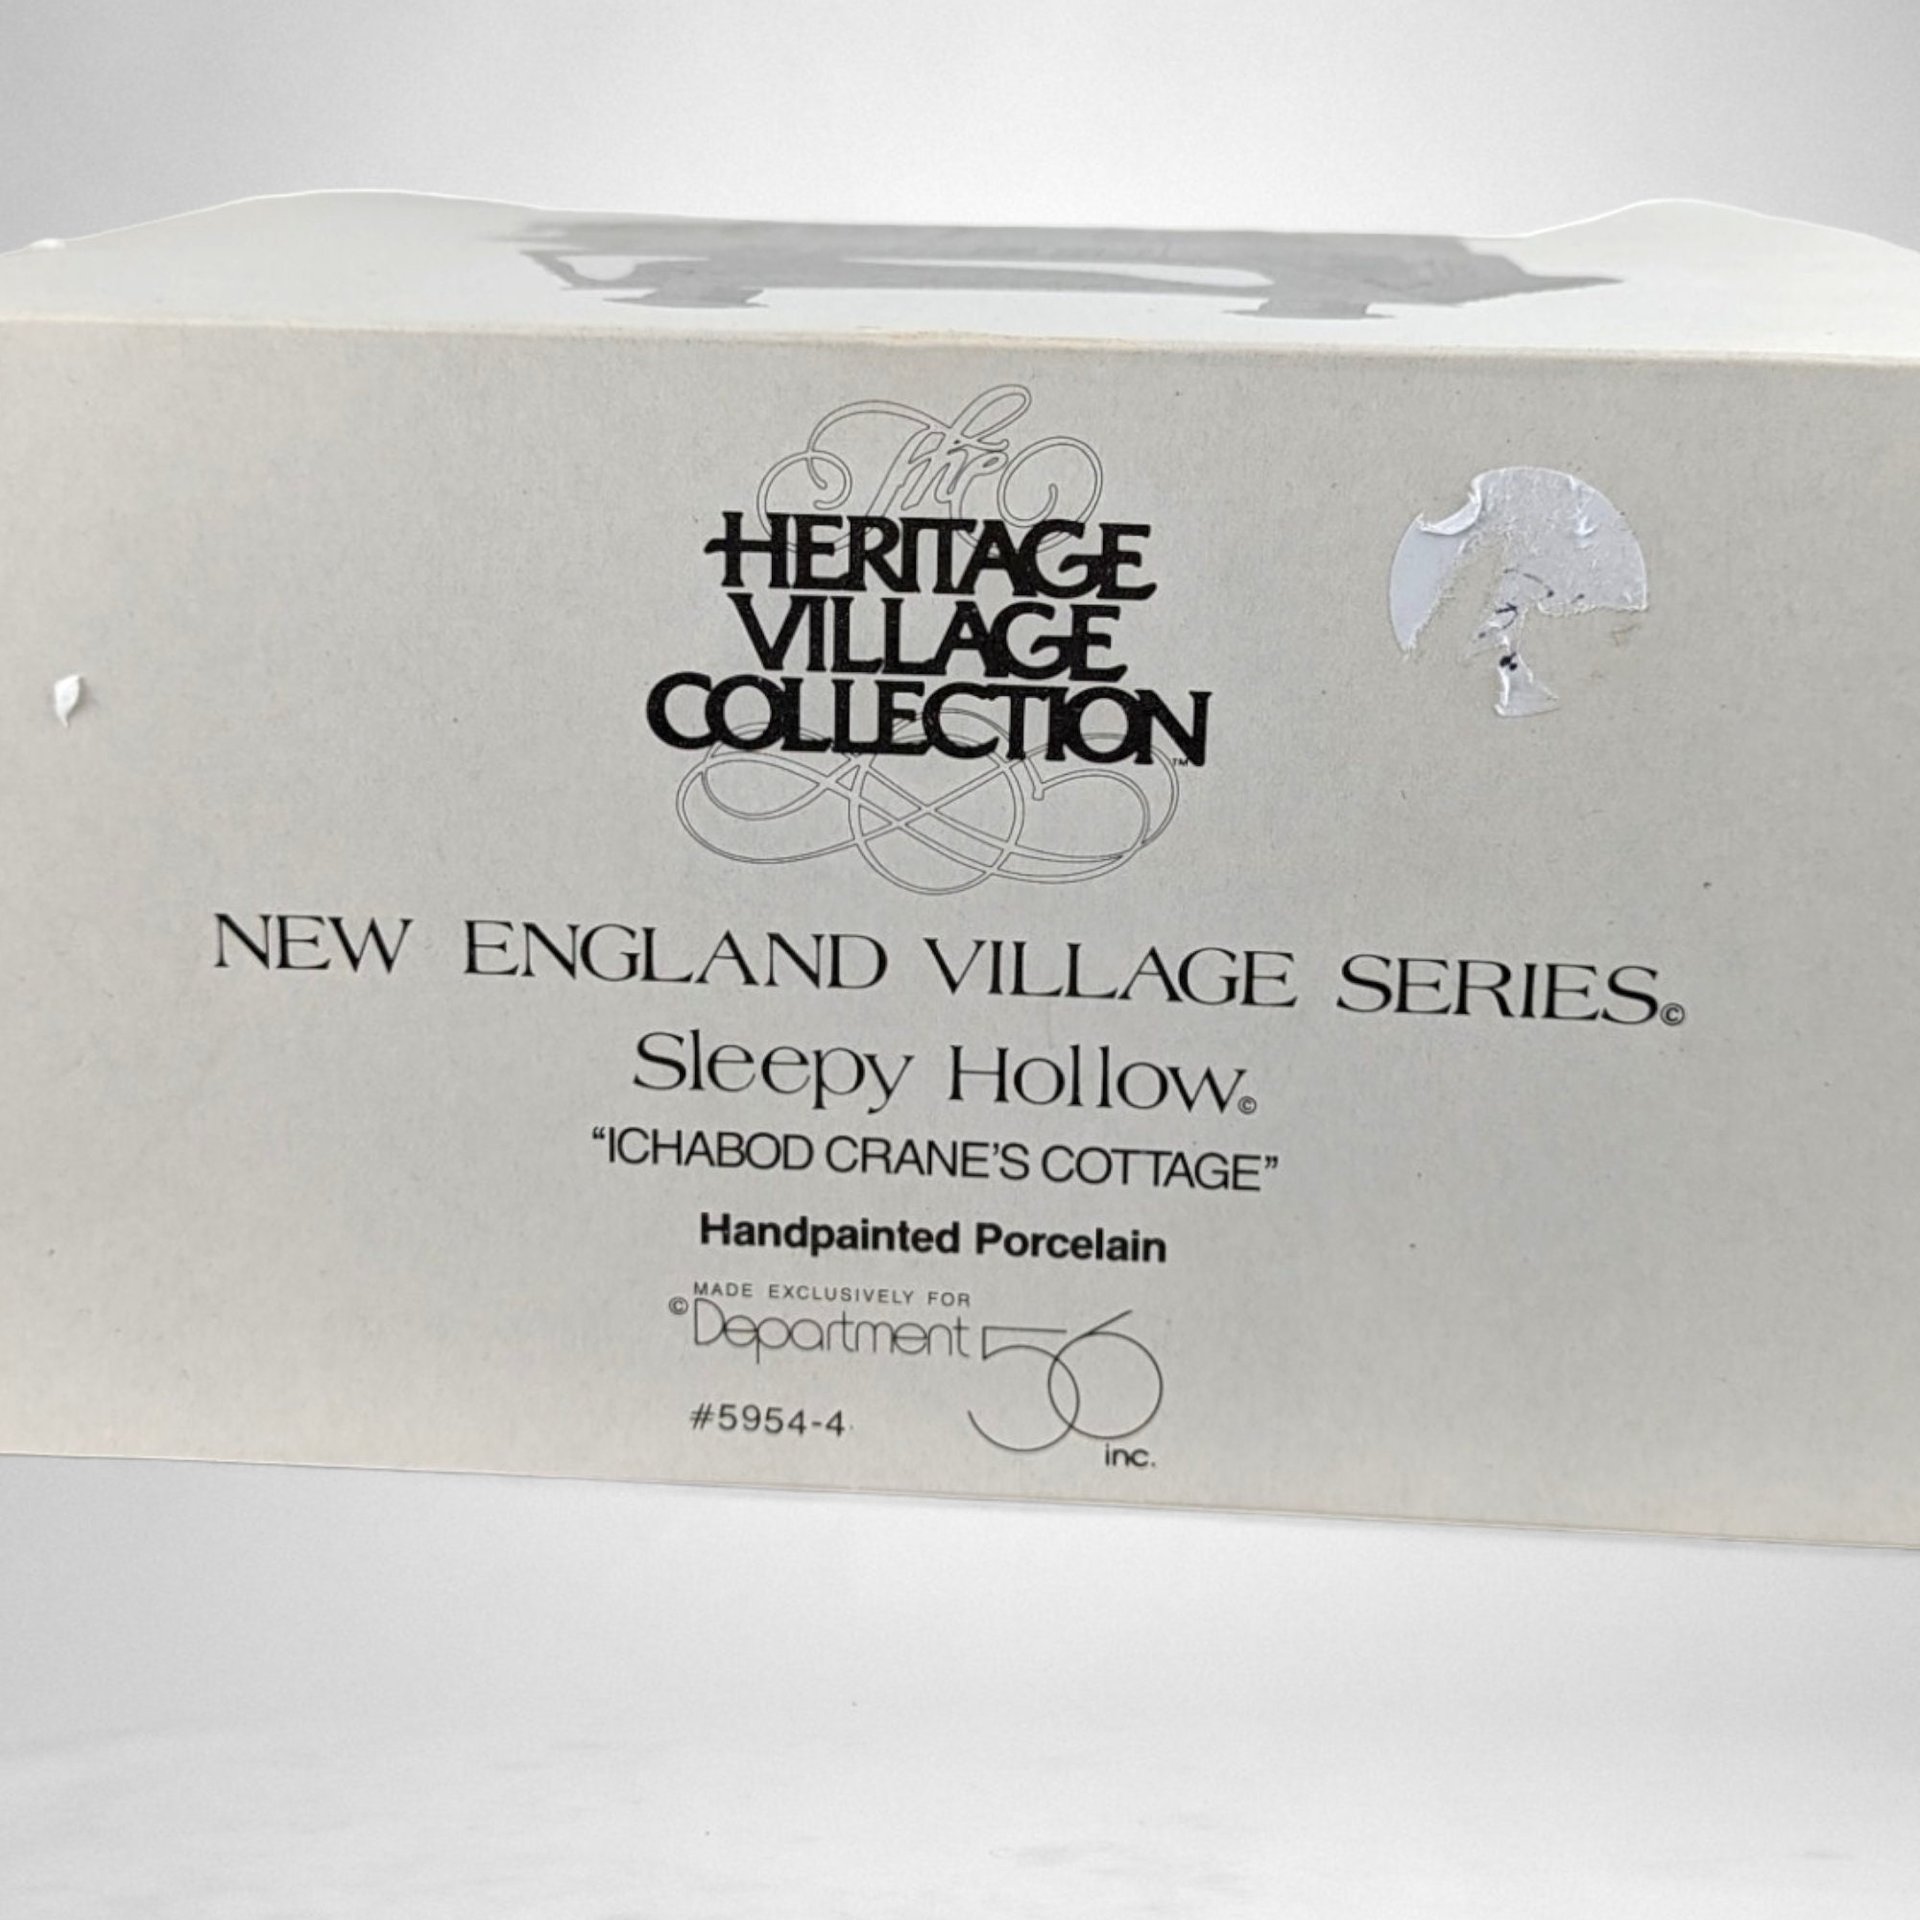 The
HERITAGE
VILLAGE
COLLECTION™
NEW ENGLAND VILLAGE SERIES©
Sleepy Hollow©
“ICHABOD CRANE’S COTTAGE”
Handpainted Porcelain
MADE EXCLUSIVELY FOR
©Department 56
#5954-4
inc.